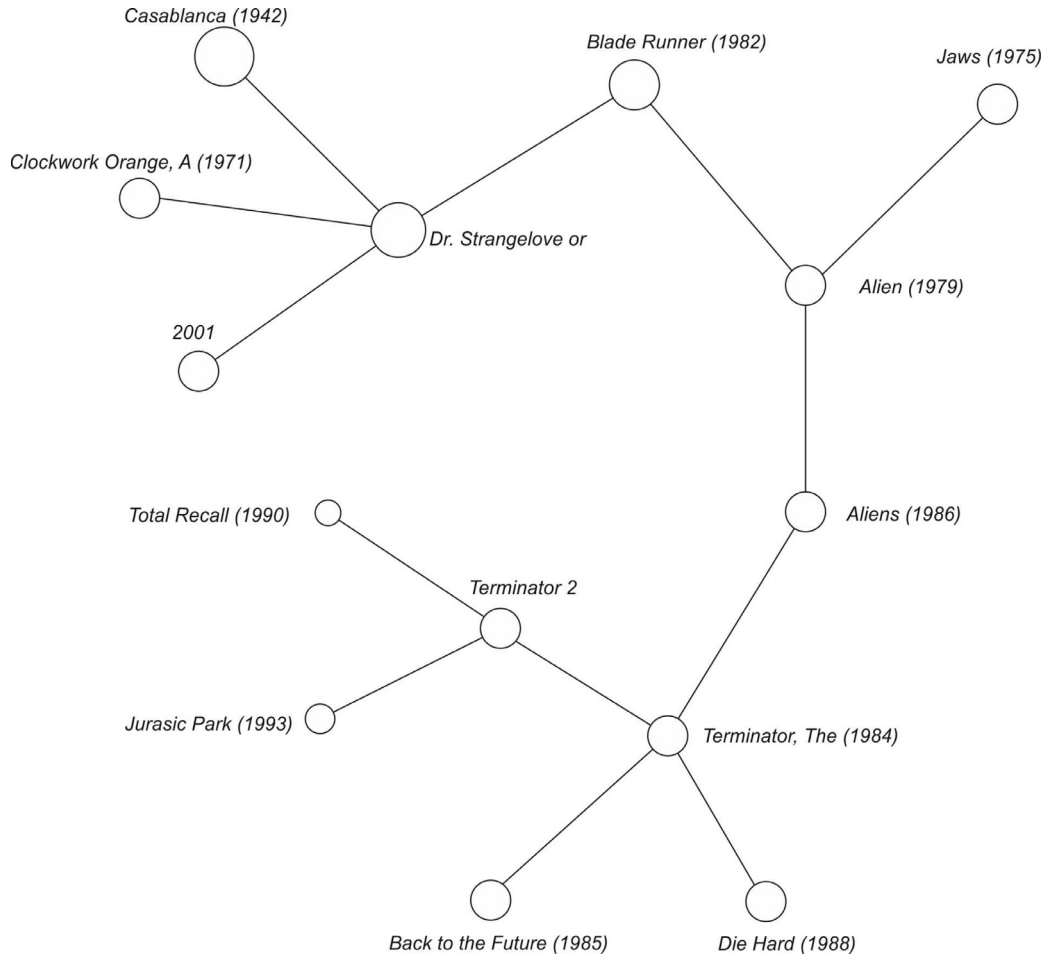 Casablanca (1942)
Blade Runner (1982)
Jaws (1975)
Clockwork Orange, A (1971)
Dr. Strangelove or
Alien (1979)
2001
Total Recall (1990)
Aliens (1986)
Terminator 2
Jurasic Park (1993)
Terminator, The (1984)
Back to the Future (1985)
Die Hard (1988)